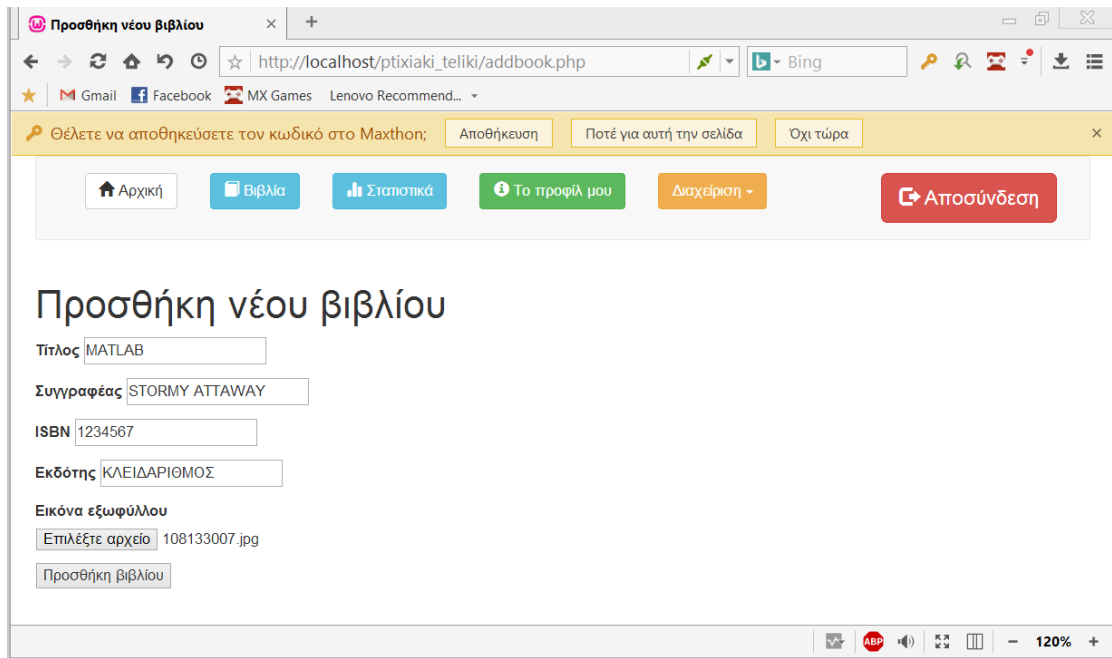 Προσθήκη νέου βιβλίου
http://localhost/ptixiaki_teliki/addbook.php
Bing
Gmail Facebook MX Games Lenovo Recommend...
Θέλετε να αποθηκεύσετε τον κωδικό στο Maxthon; Αποθήκευση Ποτέ για αυτή την σελίδα Όχι τώρα
Αρχική Βιβλία Στατιστικά Το προφίλ μου Διαχείριση Αποσύνδεση
Προσθήκη νέου βιβλίου
Τίτλος MATLAB
Συγγραφέας STORMY ATTAWAY
ISBN 1234567
Εκδότης ΚΛΕΙΔΑΡΙΘΜΟΣ
Εικόνα εξωφύλλου
Επιλέξτε αρχείο 108133007.jpg
Προσθήκη βιβλίου
ABP 120%